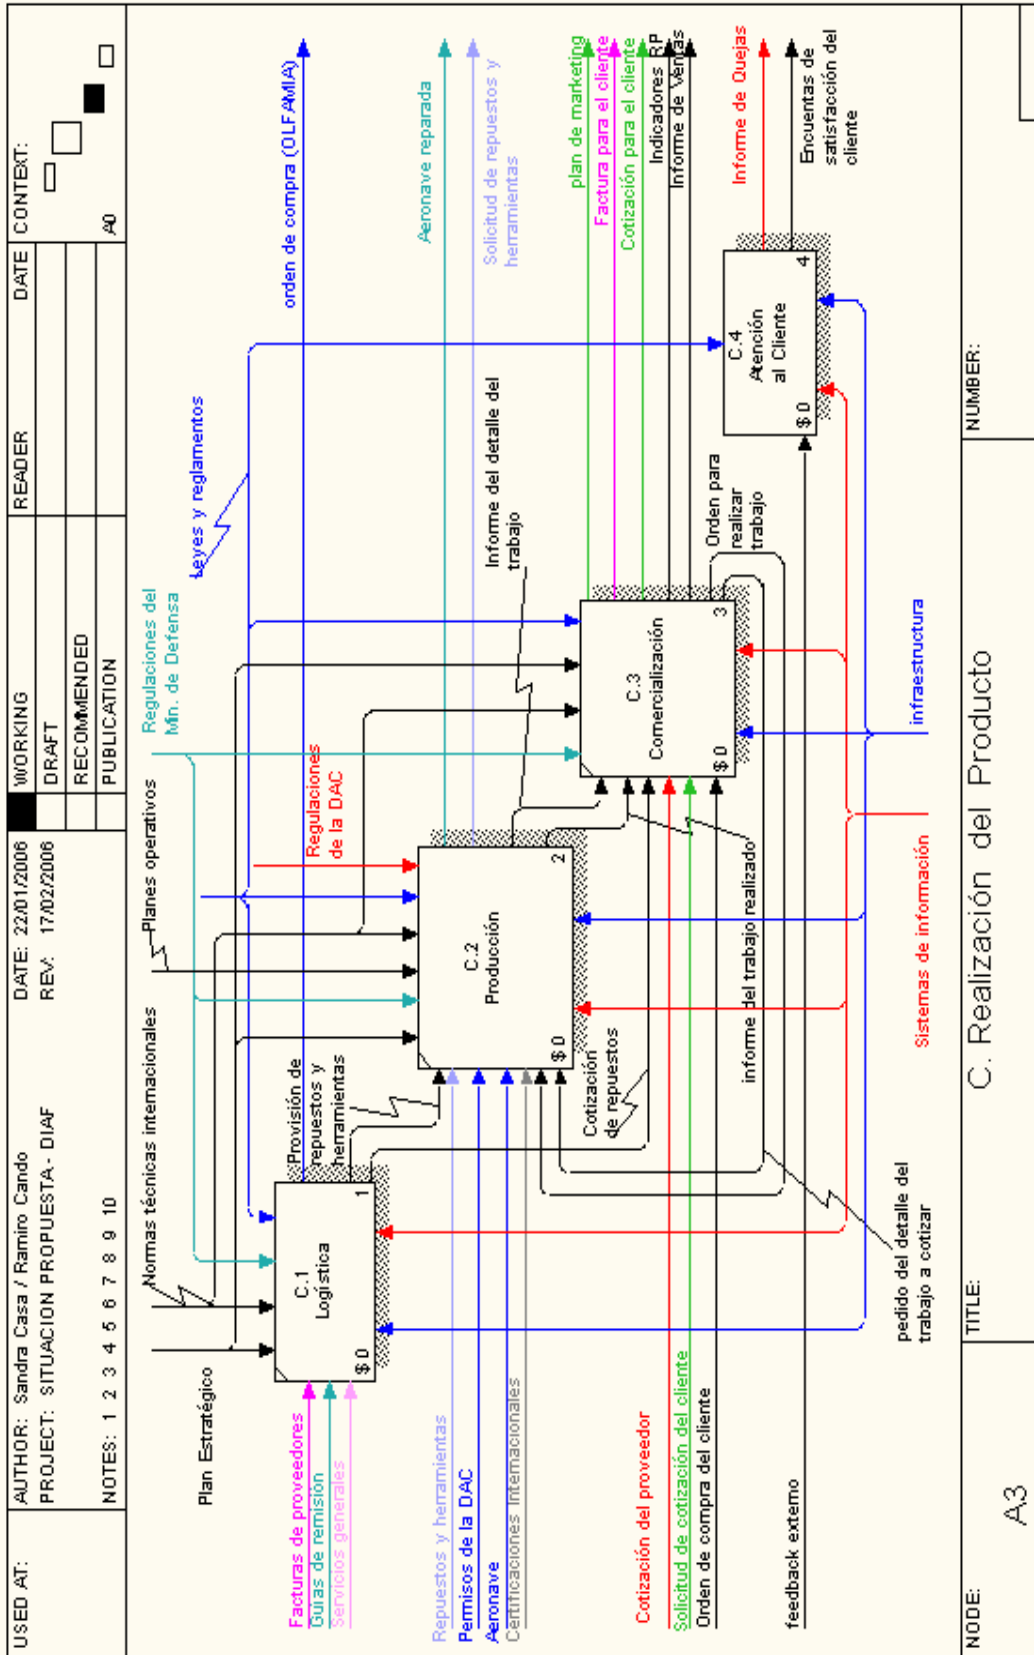 USED AT:
AUTHOR: Sandra Casa / Ramiro Cando
PROJECT: SITUACION PROPUESTA - DIAF
NOTES: 1 2 3 4 5 6 7 8 9 10
DATE: 22/01/2006
REV: 17/02/2006
WORKING
DRAFT
RECOMMENDED
PUBLICATION
READER
DATE
CONTEXT:
A0
Plan Estratégico
Normas técnicas internacionales
Planes operativos
Regulaciones del
Min. de Defensa
Leyes y reglamentos
Regulaciones
de la DAC
orden de compra (OLFAMIA)
Facturas de proveedores
Guias de remisión
Servicios generales
C.1
Logística
$ 0
1
Provisión de
repuestos y
herramientas
Aeronave reparada
Solicitud de repuestos y
herramientas
Repuestos y herramientas
Permisos de la DAC
Aeronave
Certificaciones Internacionales
C.2
Producción
$ 0
2
Informe del detalle del
trabajo
Cotización
de repuestos
plan de marketing
Factura para el cliente
Cotización para el cliente
Indicadores RP
Informe de Ventas
Cotización del proveedor
Solicitud de cotización del cliente
Orden de compra del cliente
C.3
Comercialización
$ 0
3
Orden para
realizar
trabajo
informe del trabajo realizado
Informe de Quejas
Encuentas de
satisfacción del
cliente
feedback externo
C.4
Atención
al Cliente
$ 0
4
pedido del detalle del
trabajo a cotizar
Sistemas de información
infraestructura
NODE:
A3
TITLE:
C. Realización del Producto
NUMBER: